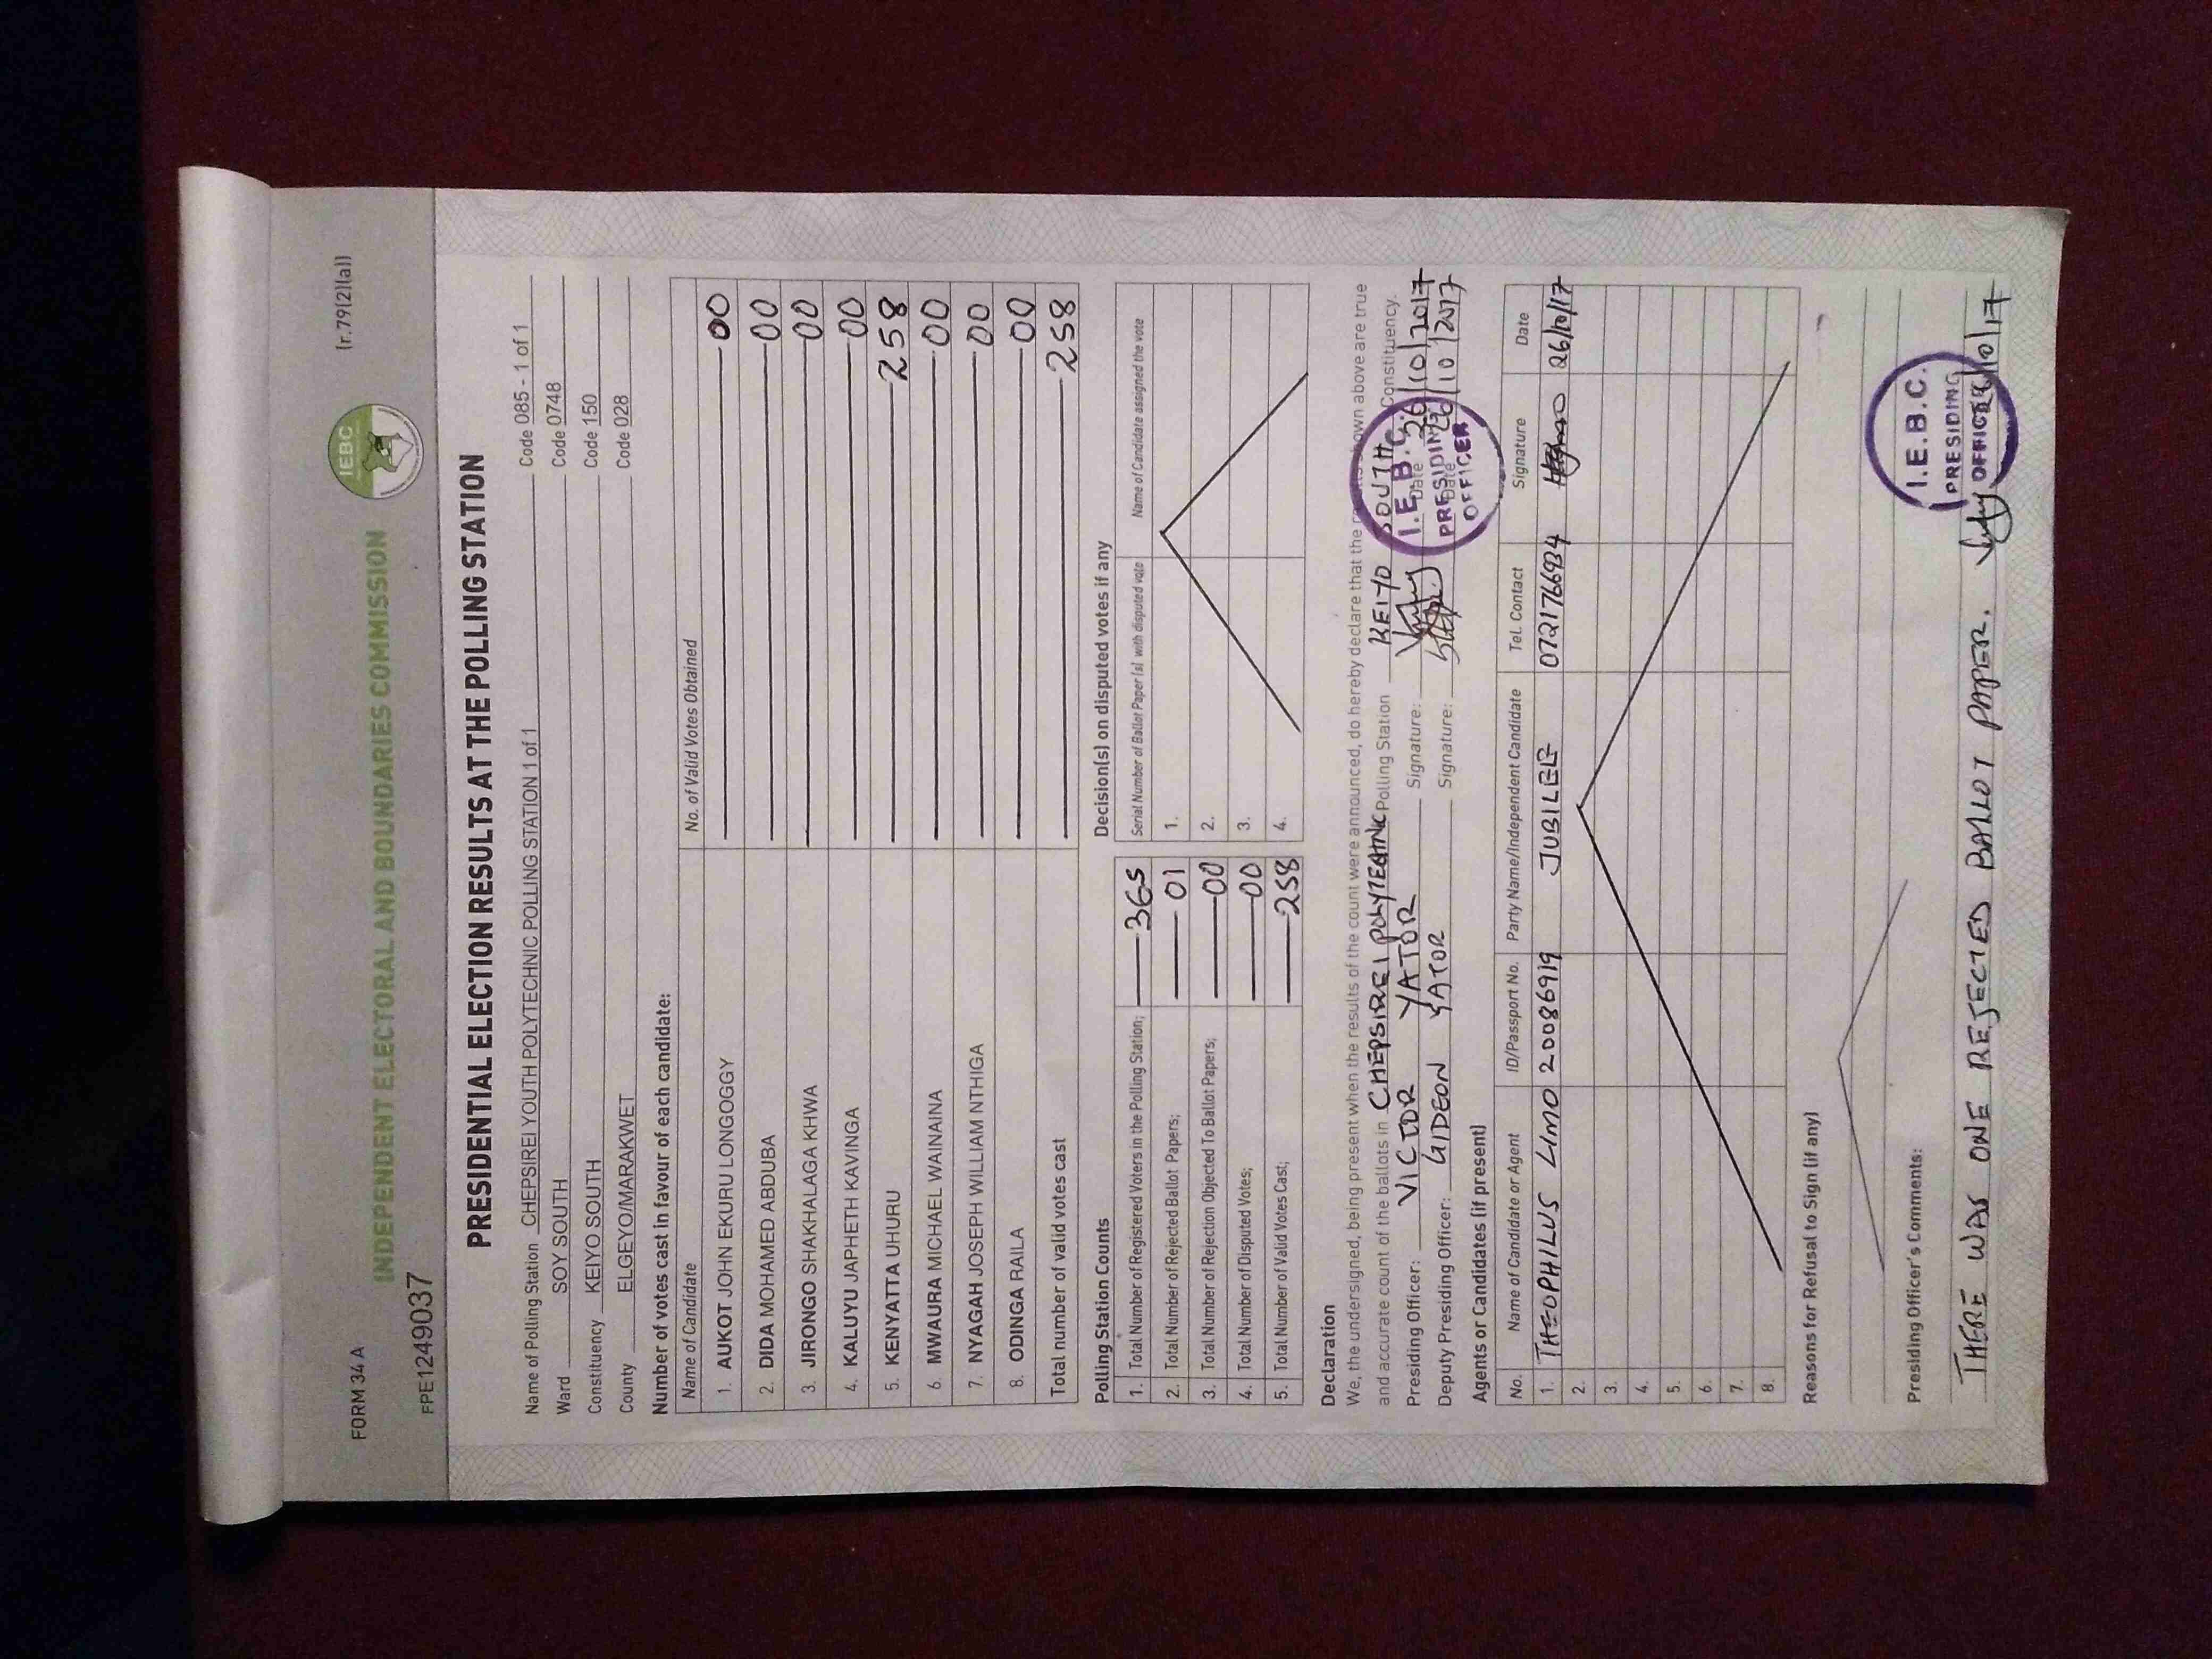 FORM 34 A
(r.79(2)(a))
INDEPENDENT ELECTORAL AND BOUNDARIES COMMISSION
IEBC
FPE1249037
PRESIDENTIAL ELECTION RESULTS AT THE POLLING STATION
Name of Polling Station CHEPSIREI YOUTH POLYTECHNIC POLLING STATION 1 of 1 Code 085 - 1 of 1
Ward SOY SOUTH Code 0748
Constituency KEIYO SOUTH Code 150
County ELGEYO/MARAKWET Code 028
Number of votes cast in favour of each candidate:
Name of Candidate No. of Valid Votes Obtained
1. AUKOT JOHN EKURU LONGOGGY 00
2. DIDA MOHAMED ABDUBA 00
3. JIRONGO SHAKHALAGA KHWA 00
4. KALUYU JAPHETH KAVINGA 00
5. KENYATTA UHURU 258
6. MWAURA MICHAEL WAINAINA 00
7. NYAGAH JOSEPH WILLIAM NTHIGA 00
8. ODINGA RAILA 00
Total number of valid votes cast 258
Polling Station Counts
1. Total Number of Registered Voters in the Polling Station; 365
2. Total Number of Rejected Ballot Papers; 01
3. Total Number of Rejection Objected To Ballot Papers; 00
4. Total Number of Disputed Votes; 00
5. Total Number of Valid Votes Cast; 258
Decision(s) on disputed votes if any
Serial Number of Ballot Paper (s) with disputed vote Name of Candidate assigned the vote
1.
2.
3.
4.
Declaration
We, the undersigned, being present when the results of the count were announced, do hereby declare that the results shown above are true
and accurate count of the ballots in CHEPSIREI POLYTECHNIC Polling Station KEIYO SOUTH Constituency.
Presiding Officer: VICTOR YATOR Signature: Date 26/10/2017
Deputy Presiding Officer: GIDEON YATOR Signature: Date 26/10/2017
I.E.B.C.
PRESIDING
OFFICER
Agents or Candidates (if present)
No. Name of Candidate or Agent ID/Passport No. Party Name/Independent Candidate Tel. Contact Signature Date
1. THEOPHILUS LIMO 20086919 JUBILEE 0721766934 26/10/17
2.
3.
4.
5.
6.
7.
8.
Reasons for Refusal to Sign (if any)
Presiding Officer's Comments:
THERE WAS ONE REJECTED BALLOT PAPER.
I.E.B.C.
PRESIDING
OFFICER